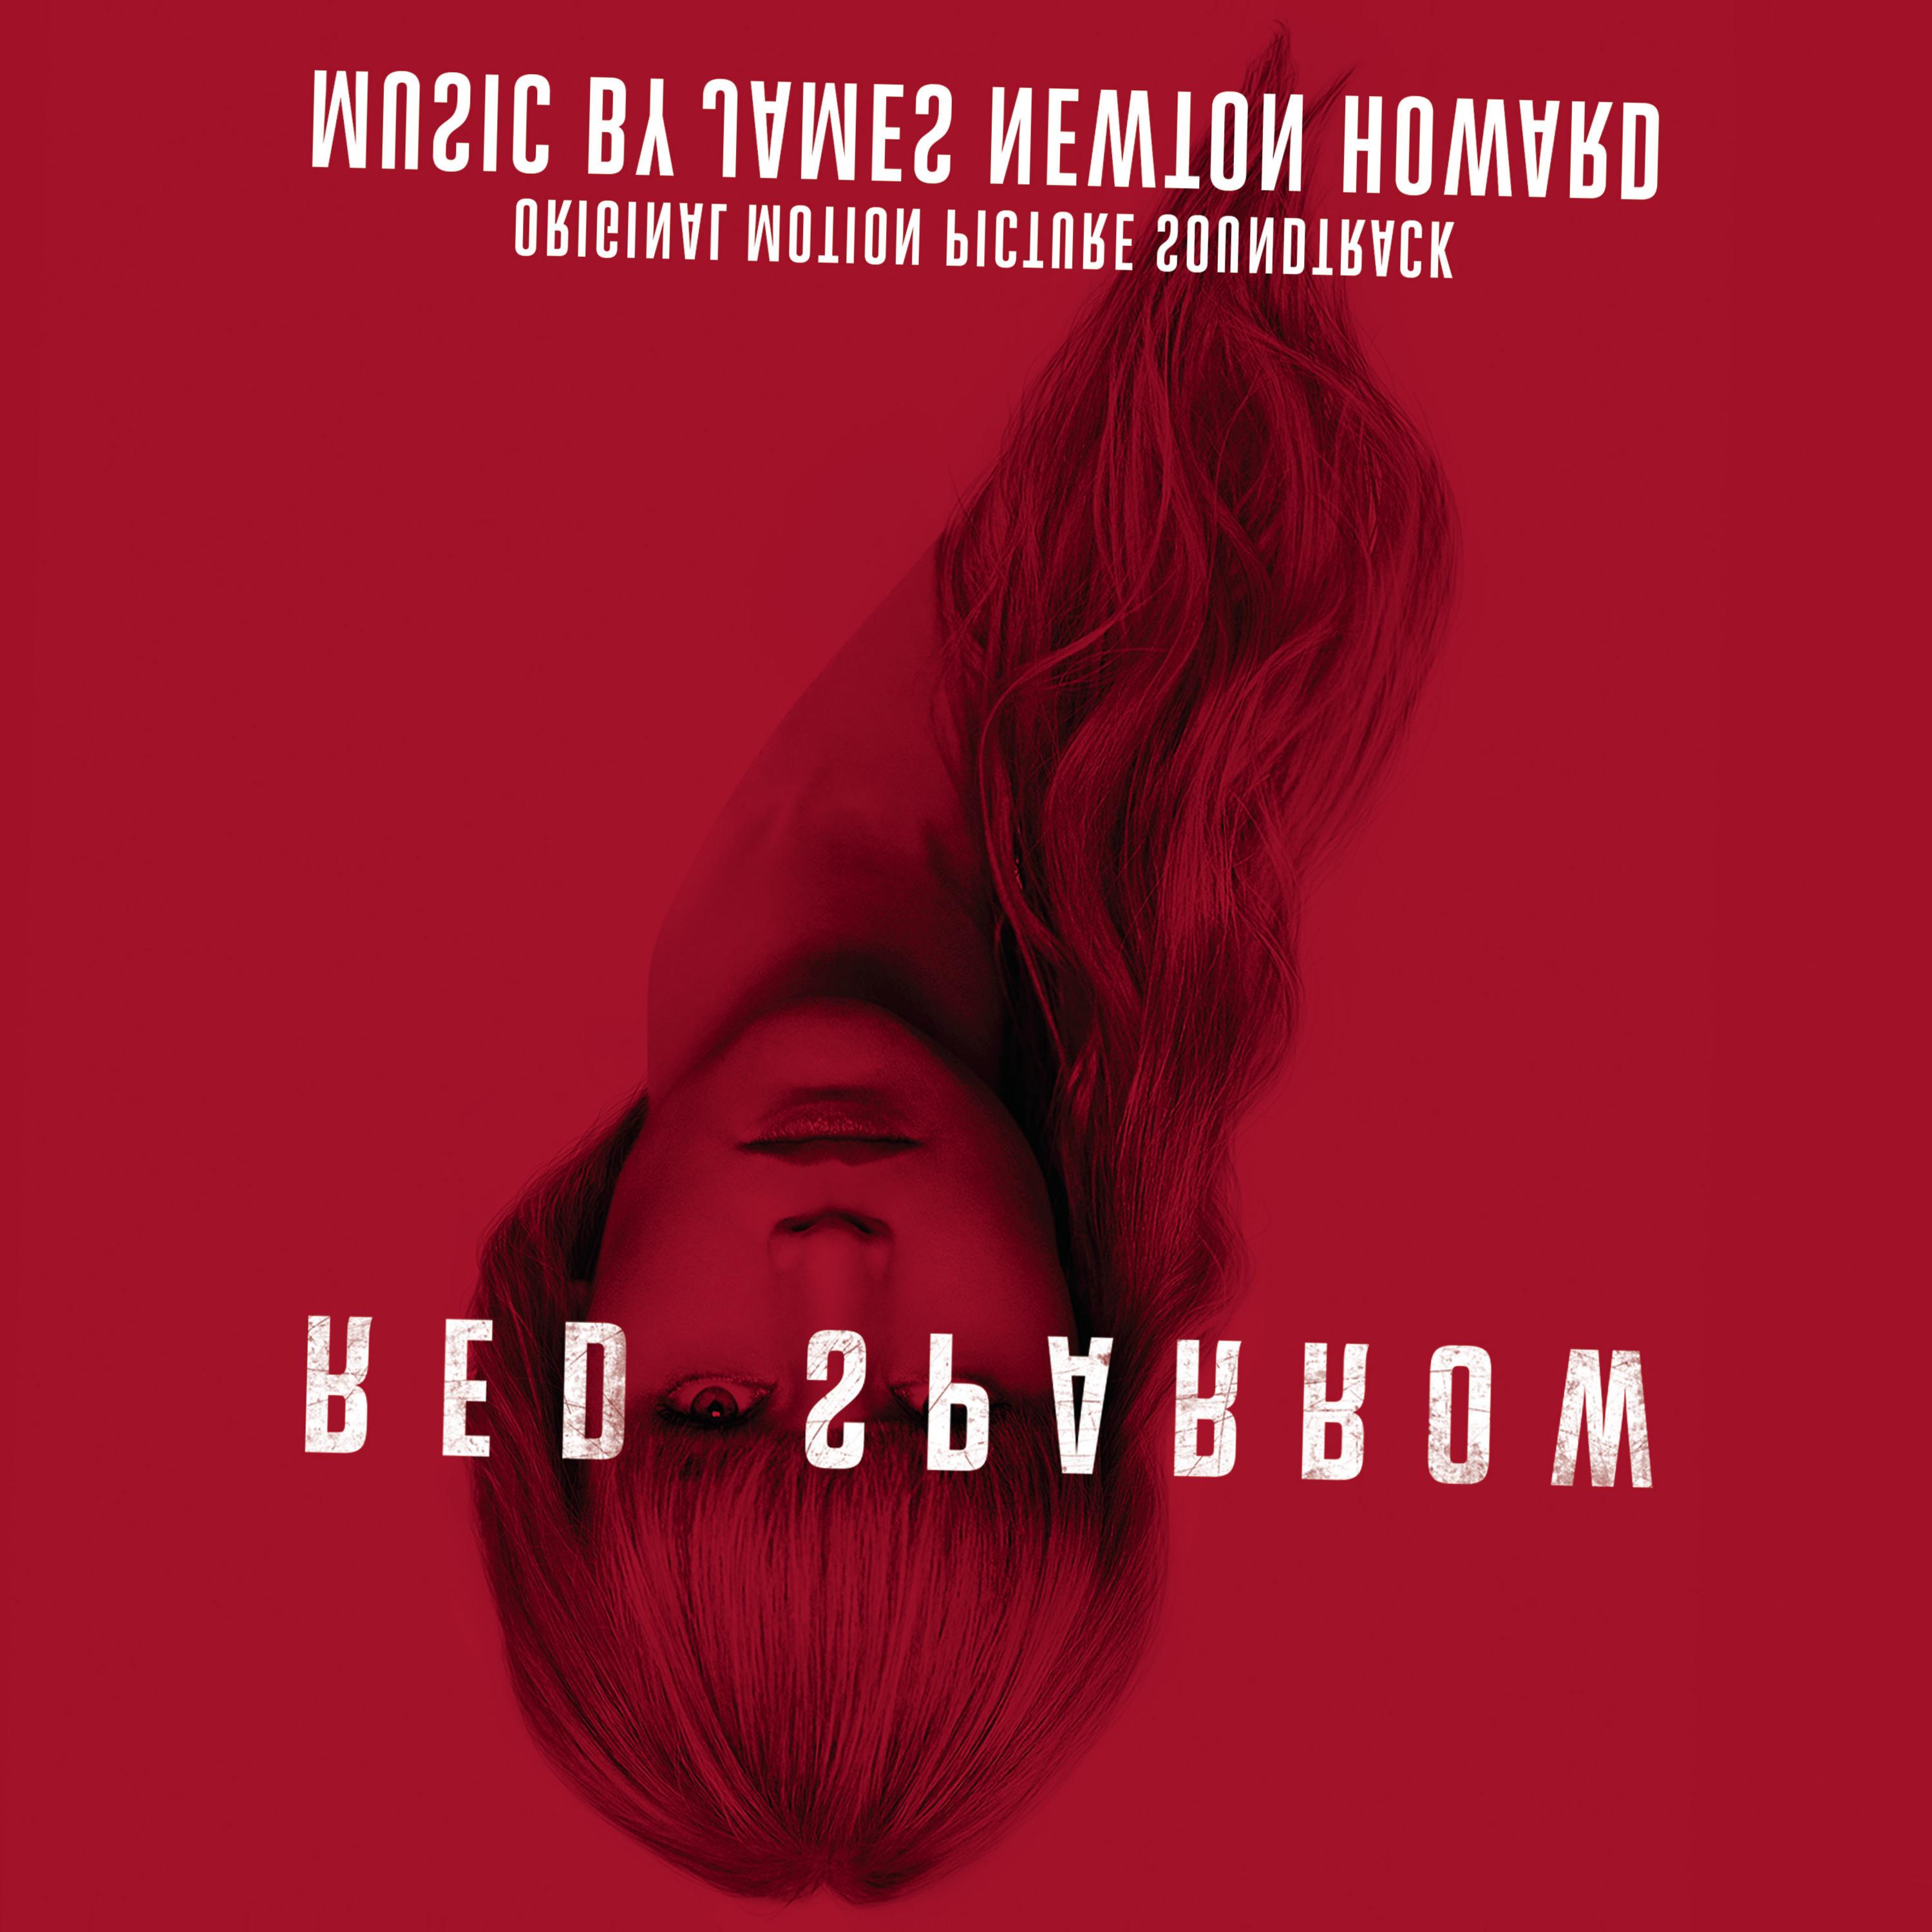 RED SPARROW
ORIGINAL MOTION PICTURE SOUNDTRACK
MUSIC BY JAMES NEWTON HOWARD